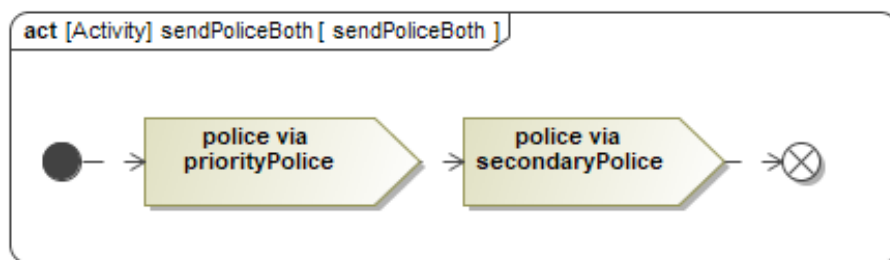 act [Activity] sendPoliceBoth [ sendPoliceBoth ]
police via
priorityPolice
police via
secondaryPolice